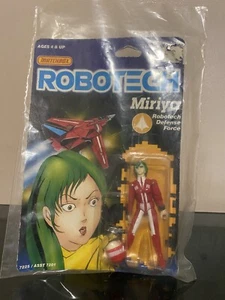 MATCHBOX
AGES 4 & UP
ROBOTECH
Miriya
Robotech
Defense
Force